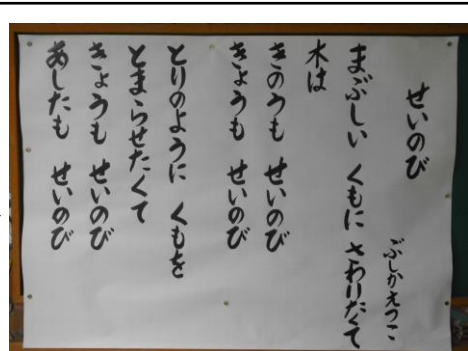 せいのび
ぶしかえつこ
まぶしい くもに さわりたくて
木は
きのうも せいのび
きょうも せいのび
とりのように くもを
とまらせたくて
きょうも せいのび
あしたも せいのび